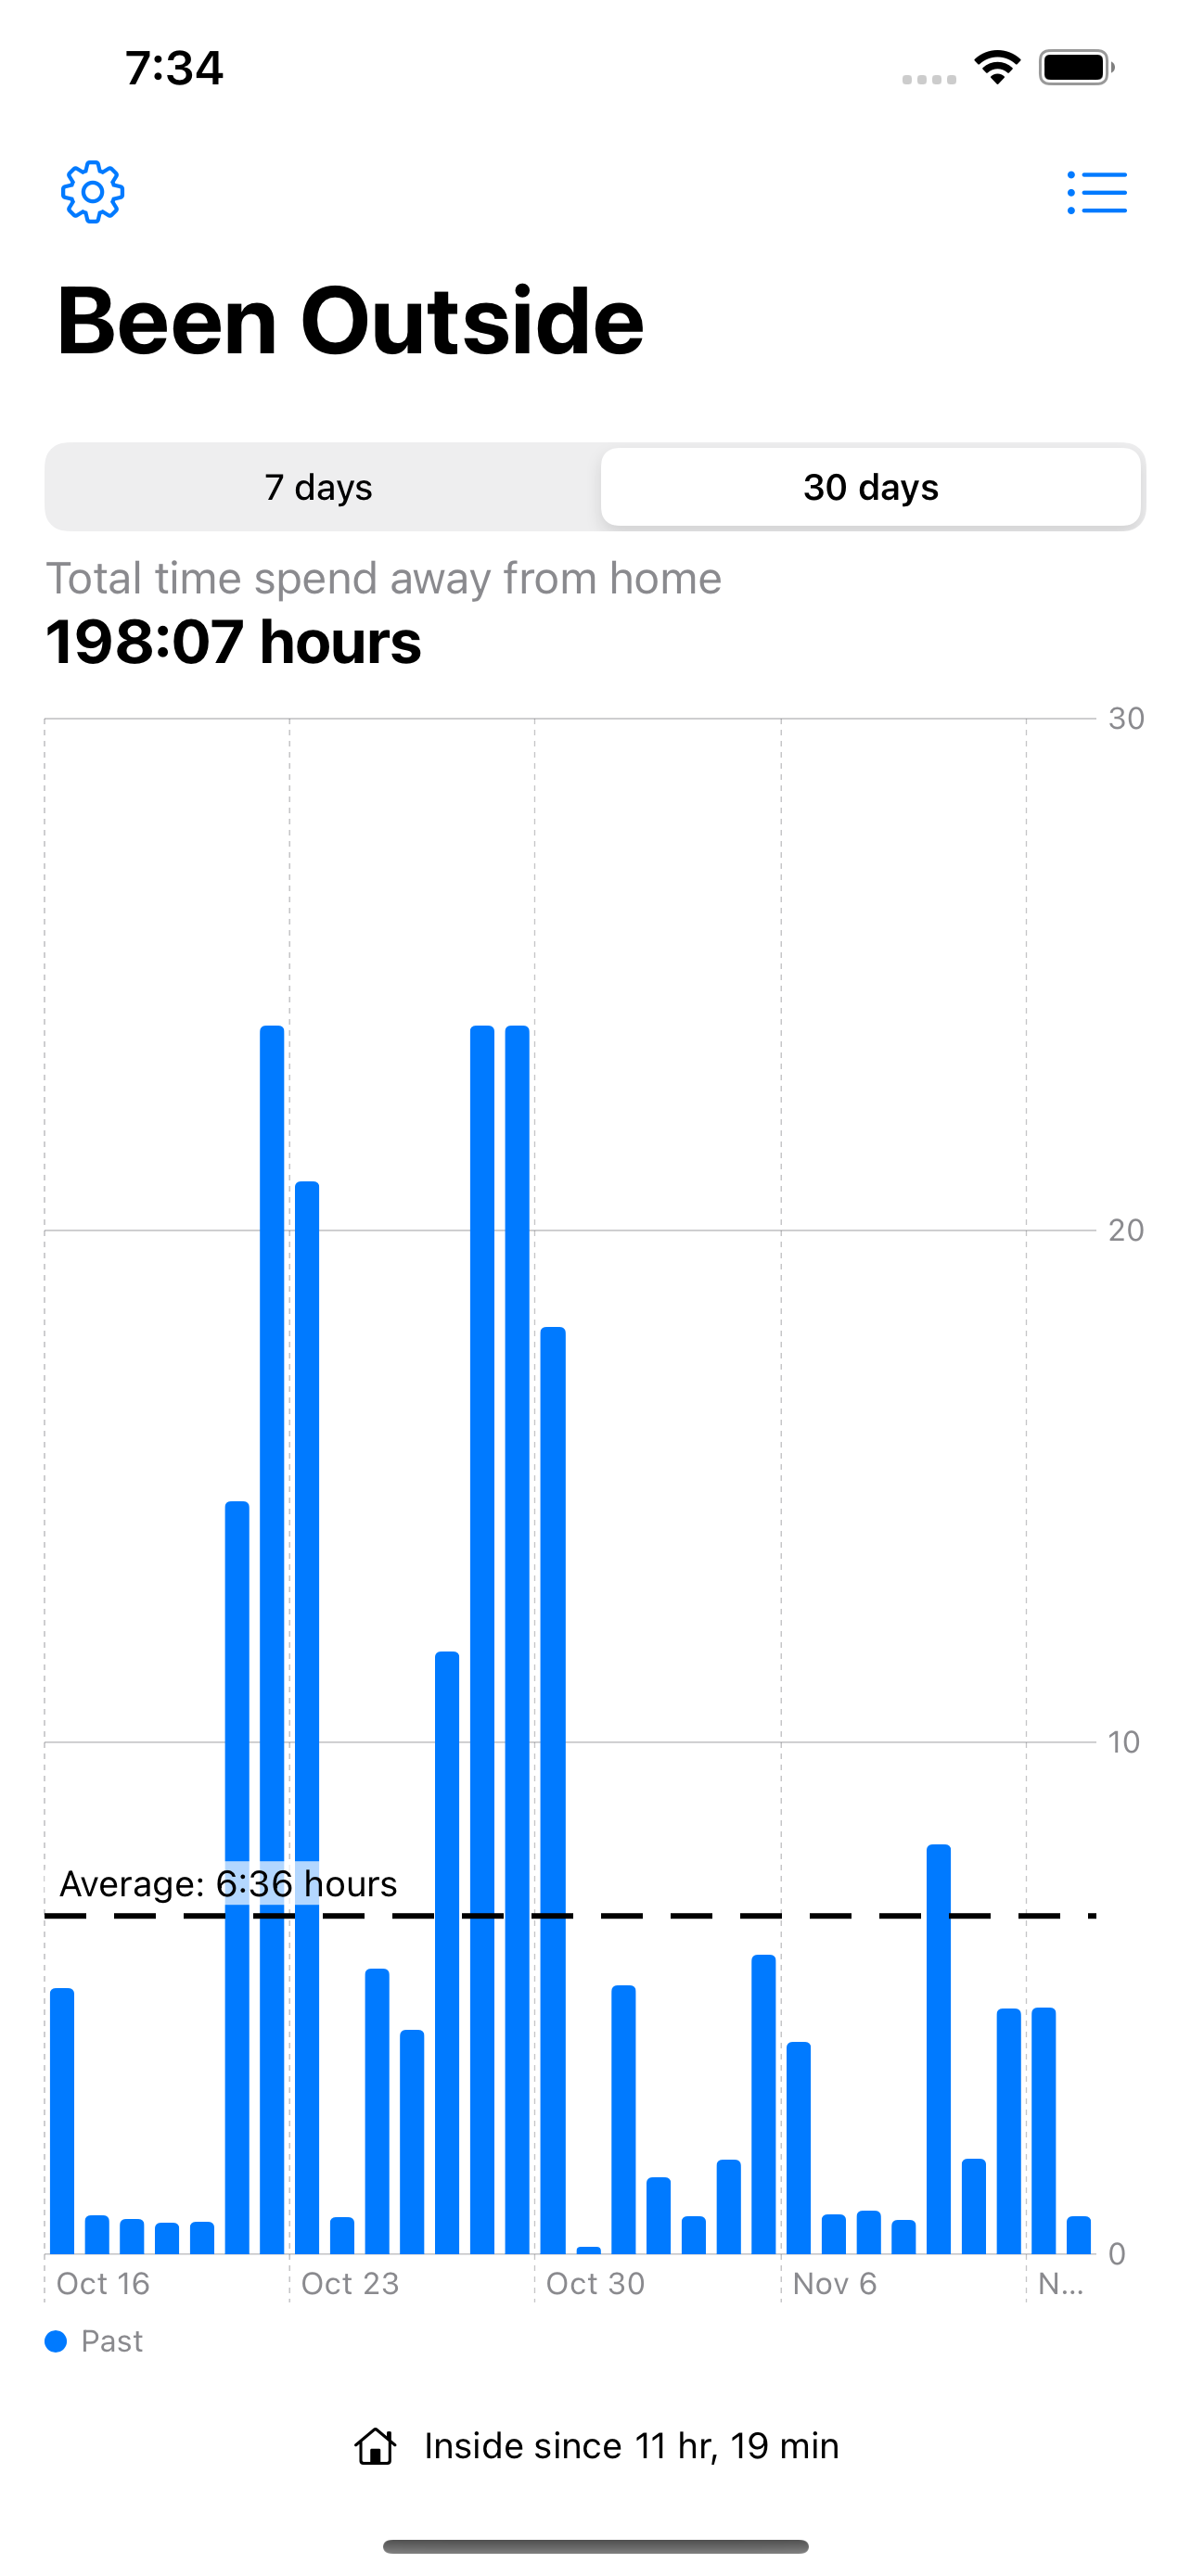 7:34
Been Outside
7 days
30 days
Total time spend away from home
198:07 hours
30
20
10
Average: 6:36 hours
0
Oct 16
Oct 23
Oct 30
Nov 6
N...
Past
Inside since 11 hr, 19 min